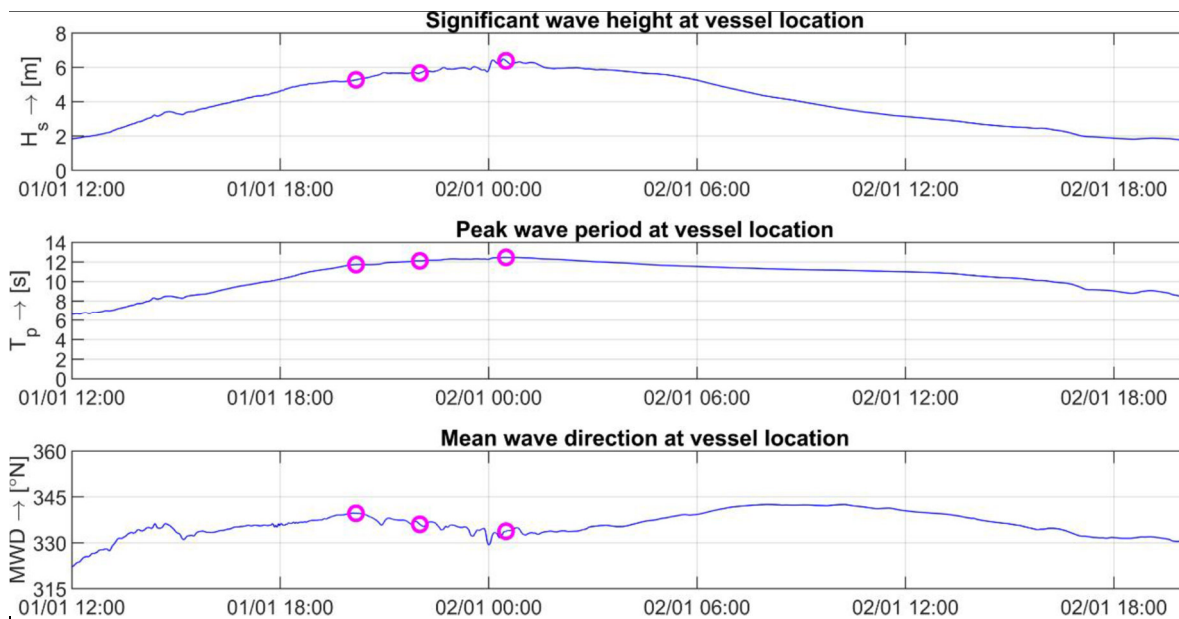 Significant wave height at vessel location
8
6
4
2
0
H_s → [m]
01/01 12:00 01/01 18:00 02/01 00:00 02/01 06:00 02/01 12:00 02/01 18:00
Peak wave period at vessel location
14
12
10
8
6
4
2
0
T_p → [s]
01/01 12:00 01/01 18:00 02/01 00:00 02/01 06:00 02/01 12:00 02/01 18:00
Mean wave direction at vessel location
360
345
330
315
MWD → [°N]
01/01 12:00 01/01 18:00 02/01 00:00 02/01 06:00 02/01 12:00 02/01 18:00